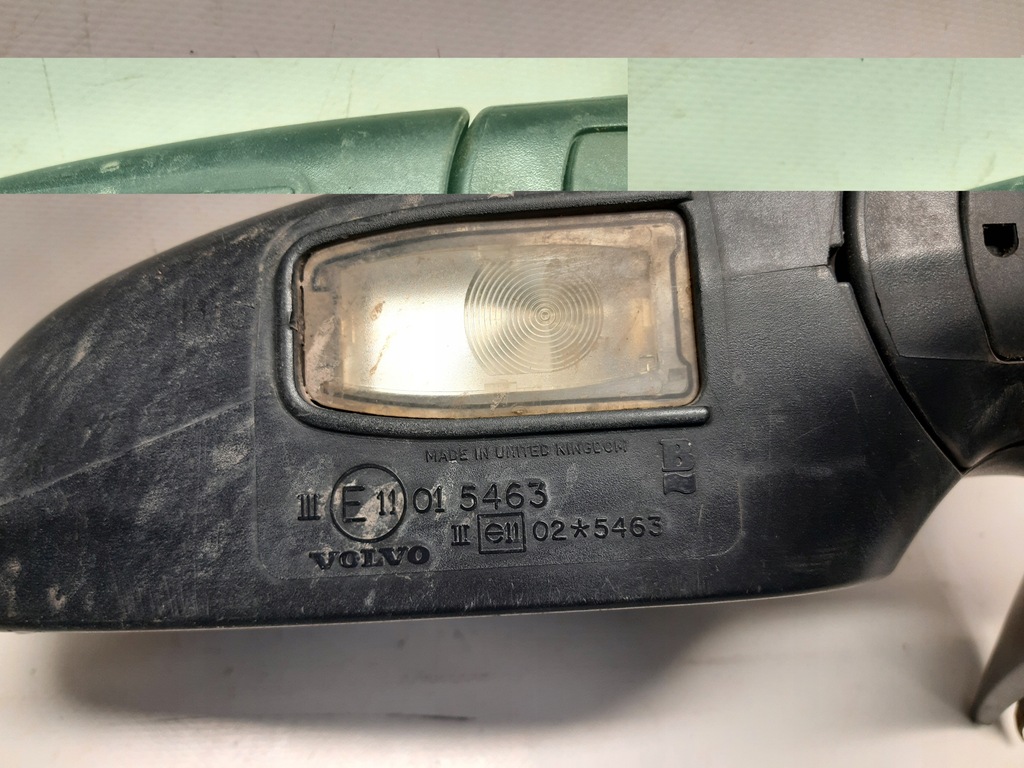 MADE IN UNITED KINGDOM
B
III E 11 01 5463
III e11 02*5463
VOLVO